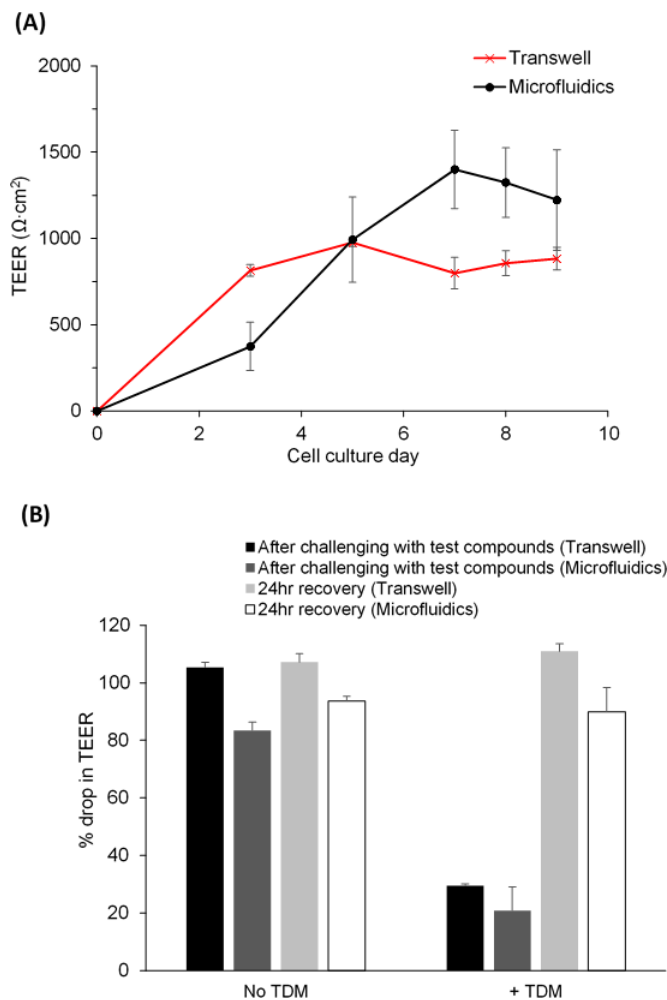 (A)
Transwell
Microfluidics
2000
1500
1000
500
0
TEER (Ω·cm²)
0 2 4 6 8 10
Cell culture day
(B)
After challenging with test compounds (Transwell)
After challenging with test compounds (Microfluidics)
24hr recovery (Transwell)
24hr recovery (Microfluidics)
120
100
80
60
40
20
0
% drop in TEER
No TDM + TDM